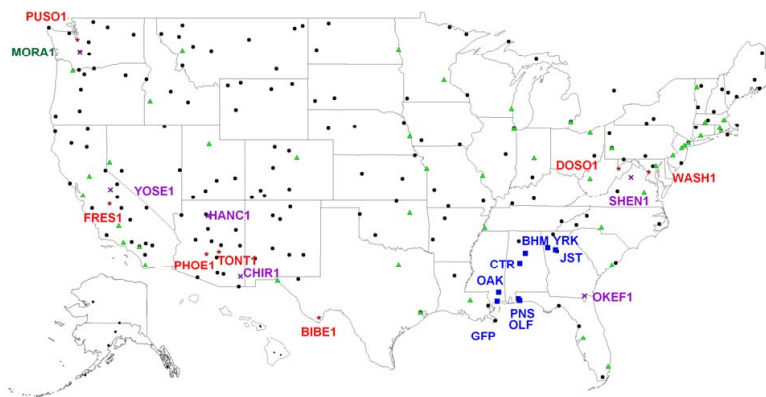 PUSO1
MORA1
DOSO1
WASH1
SHEN1
YOSE1
FRES1
HANC1
PHOE1
TONT1
CHIR1
BHM YRK
CTR
JST
OAK
OKEF1
PNS
OLF
GFP
BIBE1